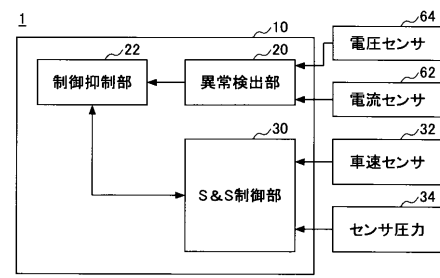 1
10
22
制御抑制部
20
異常検出部
64
電圧センサ
62
電流センサ
30
S&S制御部
32
車速センサ
34
センサ圧力